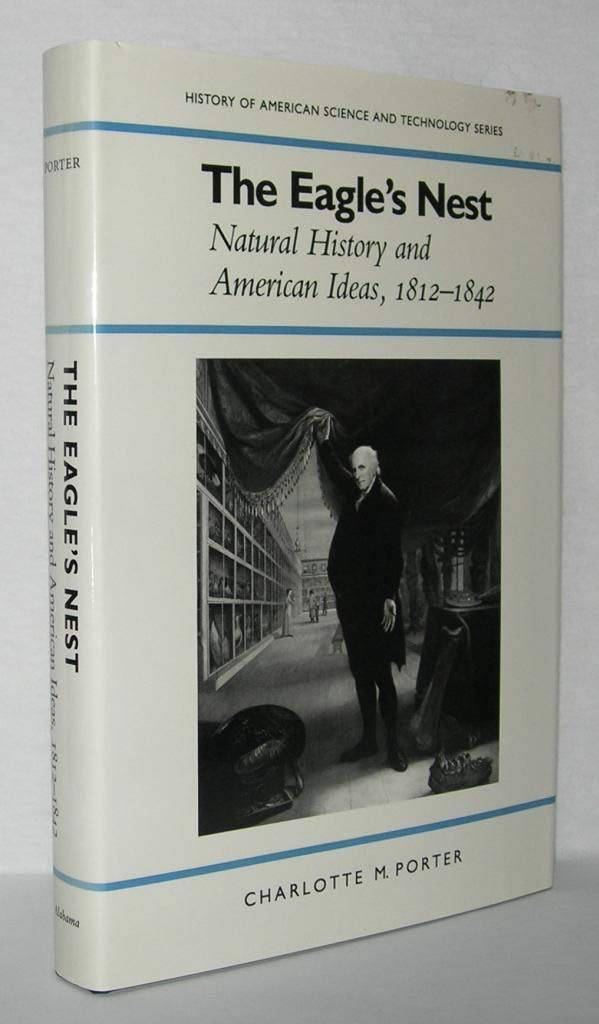 HISTORY OF AMERICAN SCIENCE AND TECHNOLOGY SERIES
The Eagle's Nest
Natural History and
American Ideas, 1812–1842
CHARLOTTE M. PORTER
PORTER
THE EAGLE'S NEST
Natural History and American Ideas, 1812–1842
Alabama